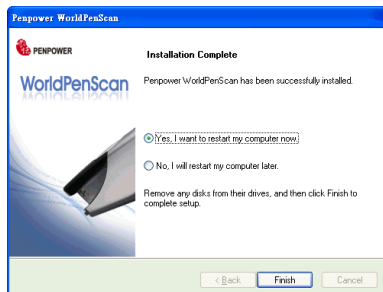 Penpower WorldPenScan
PENPOWER
WorldPenScan
Installation Complete
Penpower WorldPenScan has been successfully installed.
Yes, I want to restart my computer now.
No, I will restart my computer later.
Remove any disks from their drives, and then click Finish to
complete setup.
< Back
Finish
Cancel